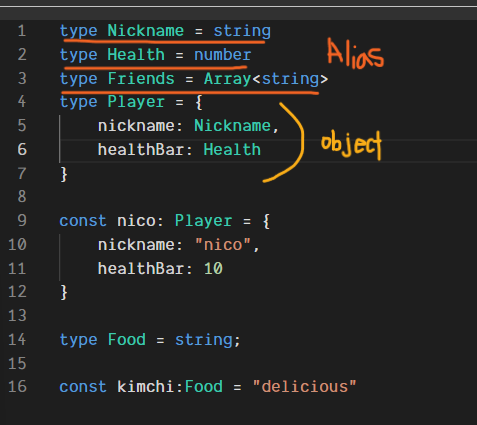 1 type Nickname = string
2 type Health = number
3 type Friends = Array<string>
Alias
4 type Player = {
5 nickname: Nickname,
6 healthBar: Health
7 }
object
8
9 const nico: Player = {
10 nickname: "nico",
11 healthBar: 10
12 }
13
14 type Food = string;
15
16 const kimchi:Food = "delicious"